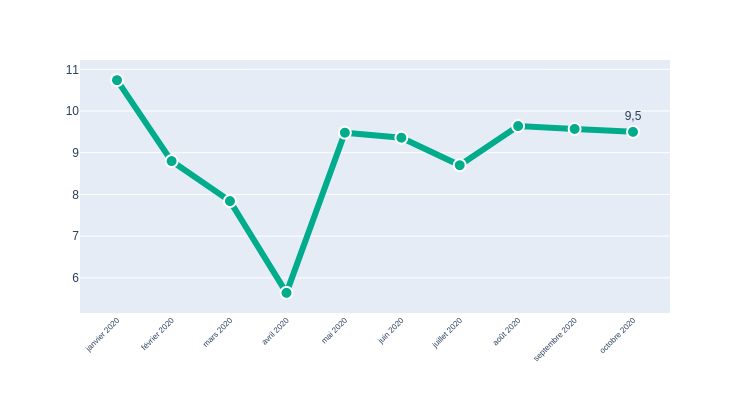 11
10
9
8
7
6
9,5
janvier 2020
février 2020
mars 2020
avril 2020
mai 2020
juin 2020
juillet 2020
août 2020
septembre 2020
octobre 2020